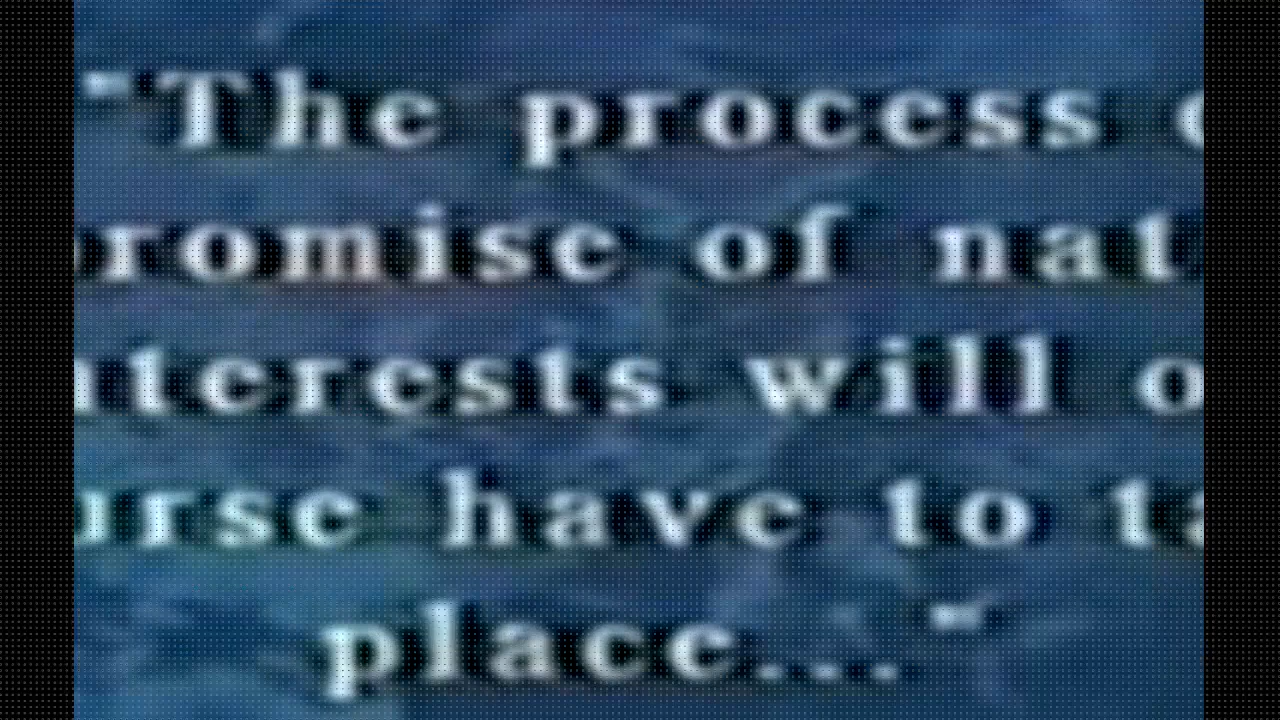 "The process
romise of nat
terests will
urse have to ta
place..."